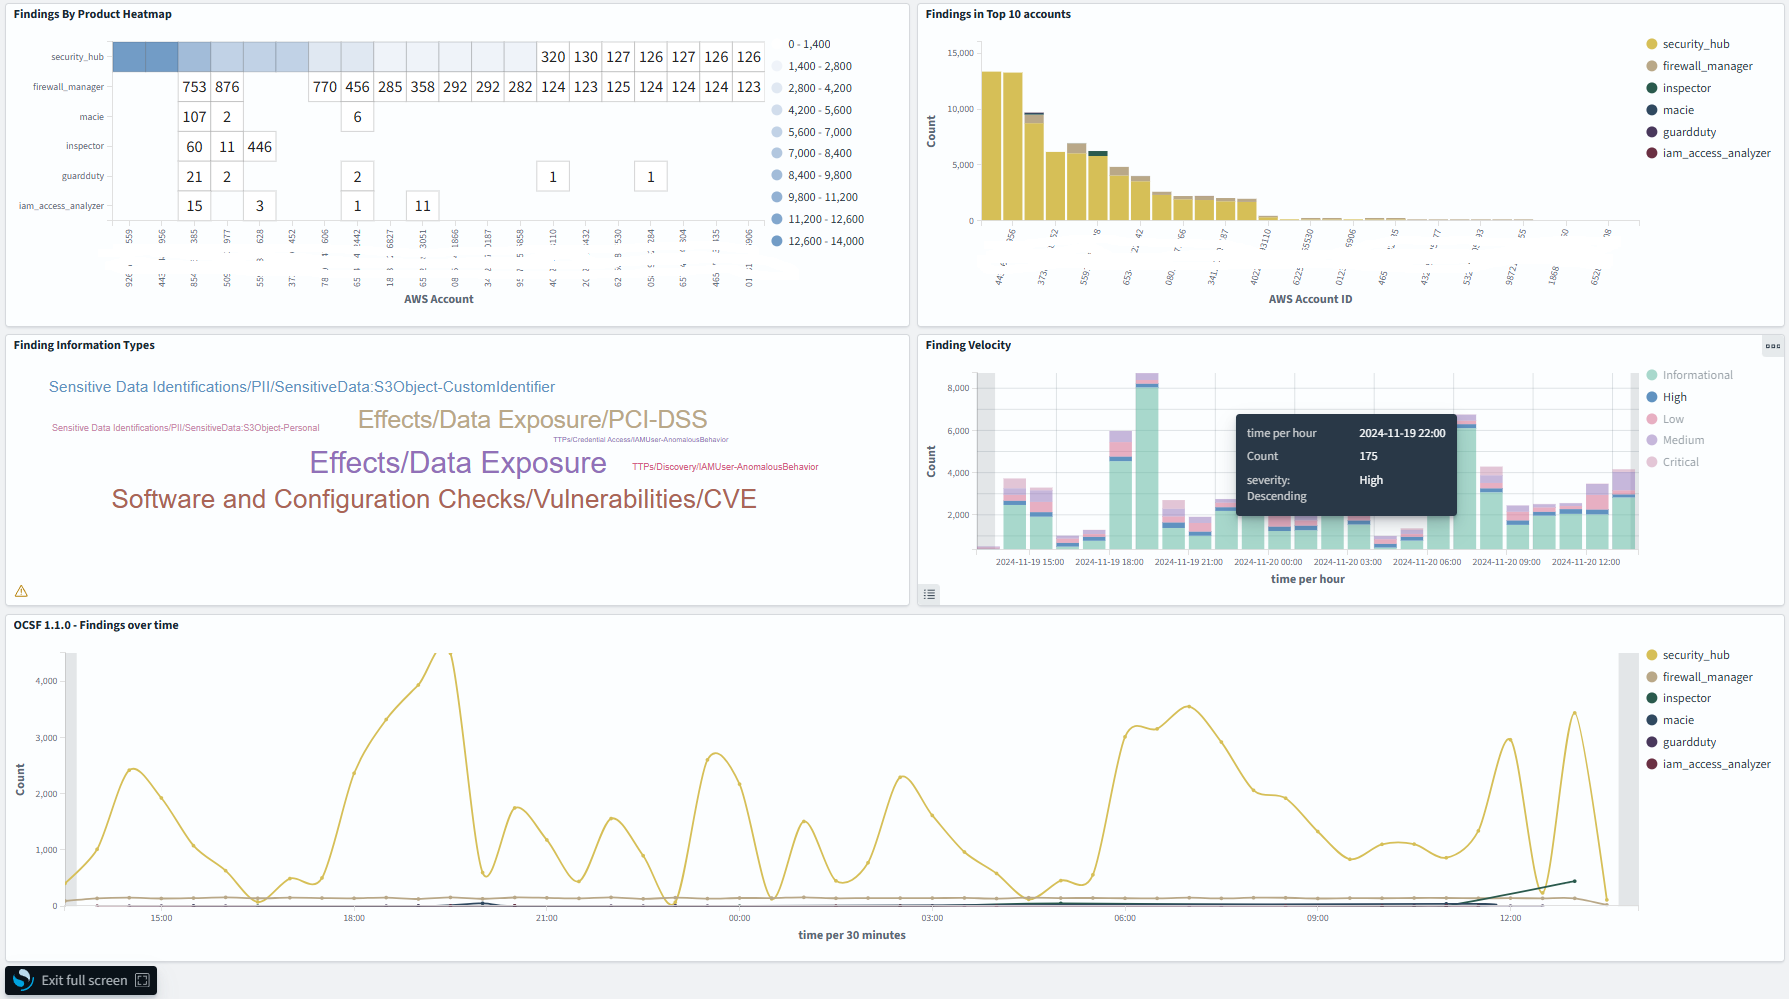 Findings By Product Heatmap
security_hub
320 130 127 126 127 126 126
firewall_manager
753 876 770 456 285 358 292 292 282 124 123 125 124 124 124 123
macie
107 2 6
inspector
60 11 446
guardduty
21 2 2 1 1
iam_access_analyzer
15 3 1 11
AWS Account
0 - 1,400
1,400 - 2,800
2,800 - 4,200
4,200 - 5,600
5,600 - 7,000
7,000 - 8,400
8,400 - 9,800
9,800 - 11,200
11,200 - 12,600
12,600 - 14,000
Findings in Top 10 accounts
15,000
10,000
5,000
0
Count
AWS Account ID
security_hub
firewall_manager
inspector
macie
guardduty
iam_access_analyzer
Finding Information Types
Sensitive Data Identifications/PII/SensitiveData:S3Object-CustomIdentifier
Effects/Data Exposure/PCI-DSS
Sensitive Data Identifications/PII/SensitiveData:S3Object-Personal
TTPs/Credential Access/IAMUser-AnomalousBehavior
Effects/Data Exposure
TTPs/Discovery/IAMUser-AnomalousBehavior
Software and Configuration Checks/Vulnerabilities/CVE
Finding Velocity
8,000
6,000
4,000
2,000
Count
time per hour 2024-11-19 22:00
Count 175
severity: High
Descending
2024-11-19 15:00 2024-11-19 18:00 2024-11-19 21:00 2024-11-20 00:00 2024-11-20 03:00 2024-11-20 06:00 2024-11-20 09:00 2024-11-20 12:00
time per hour
Informational
High
Low
Medium
Critical
OCSF 1.1.0 - Findings over time
4,000
3,000
2,000
1,000
0
Count
15:00 18:00 21:00 00:00 03:00 06:00 09:00 12:00
time per 30 minutes
security_hub
firewall_manager
inspector
macie
guardduty
iam_access_analyzer
Exit full screen